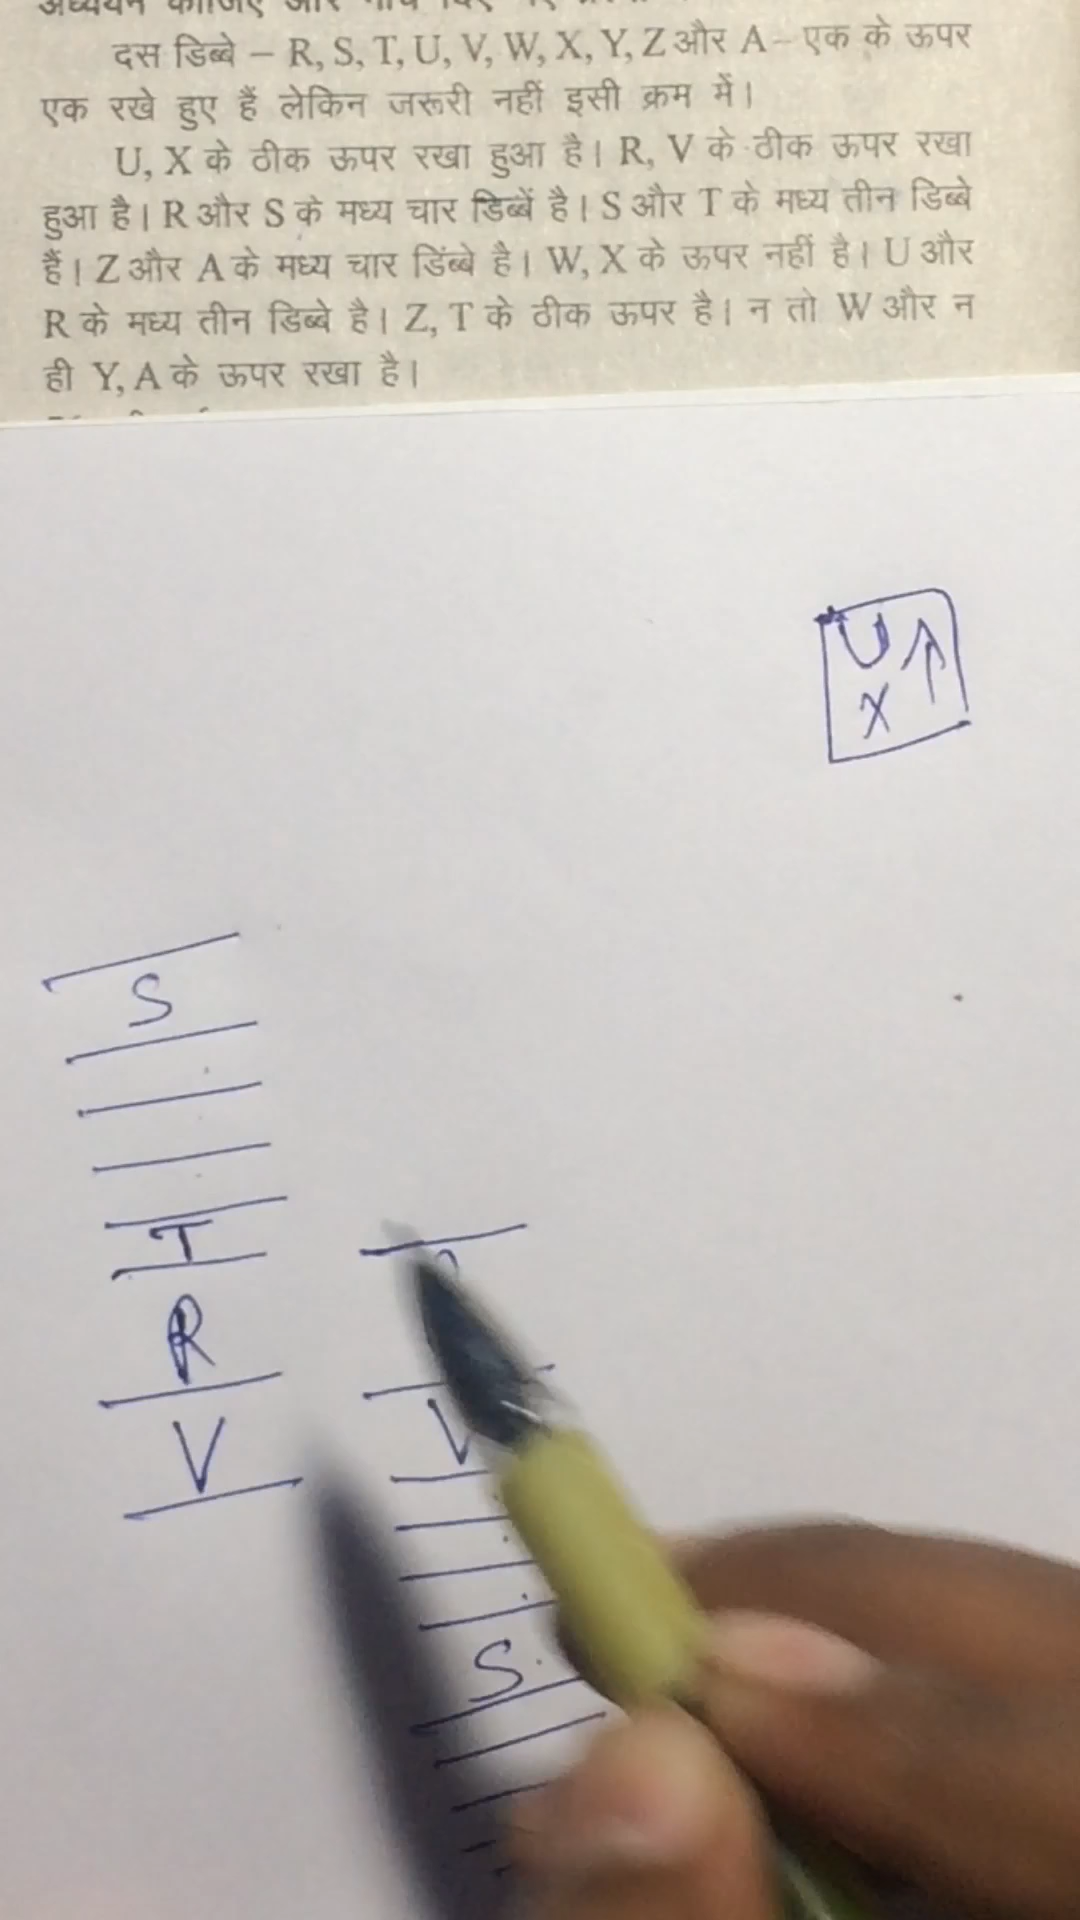 दस डिब्बे – R, S, T, U, V, W, X, Y, Z और A – एक के ऊपर
एक रखे हुए हैं लेकिन जरूरी नहीं इसी क्रम में।
U, X के ठीक ऊपर रखा हुआ है। R, V के ठीक ऊपर रखा
हुआ है। R और S के मध्य चार डिब्बें है। S और T के मध्य तीन डिब्बे
हैं। Z और A के मध्य चार डिंब्बे है। W, X के ऊपर नहीं है। U और
R के मध्य तीन डिब्बे है। Z, T के ठीक ऊपर है। न तो W और न
ही Y, A के ऊपर रखा है।
U
X
S
T
R
V
V
S